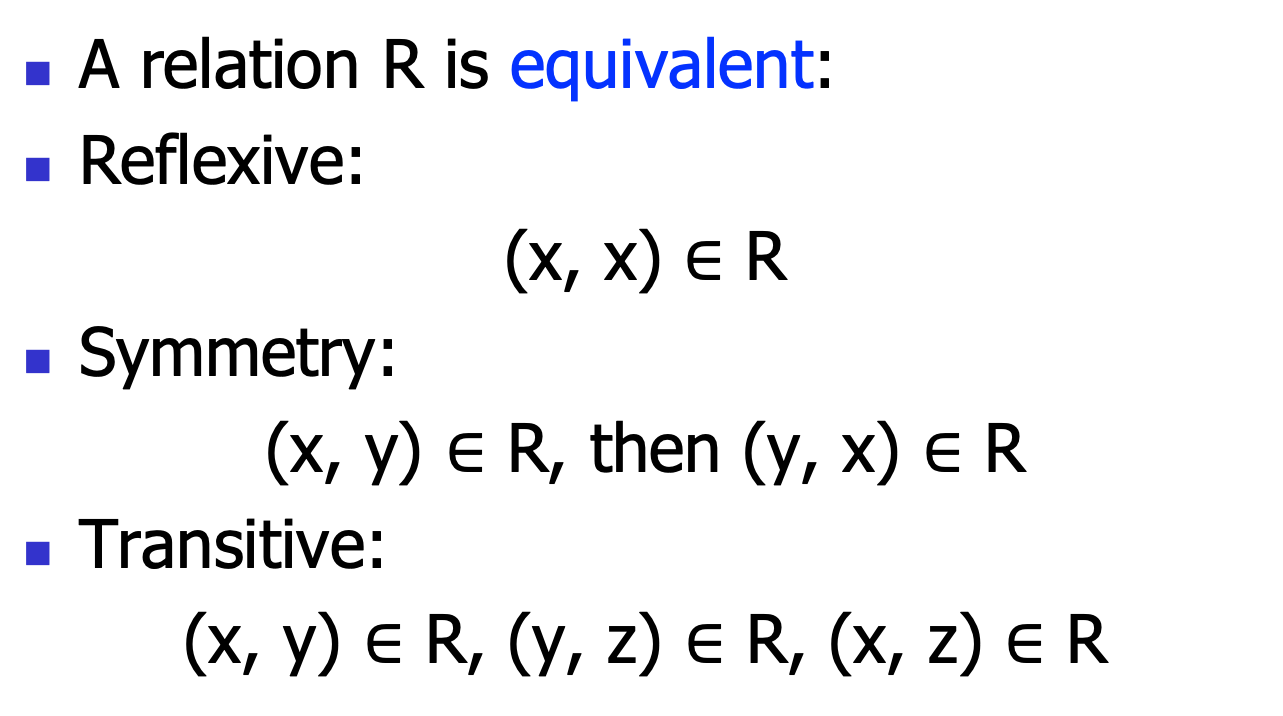 ■ A relation R is equivalent:
■ Reflexive:
(x, x) ∈ R
■ Symmetry:
(x, y) ∈ R, then (y, x) ∈ R
■ Transitive:
(x, y) ∈ R, (y, z) ∈ R, (x, z) ∈ R